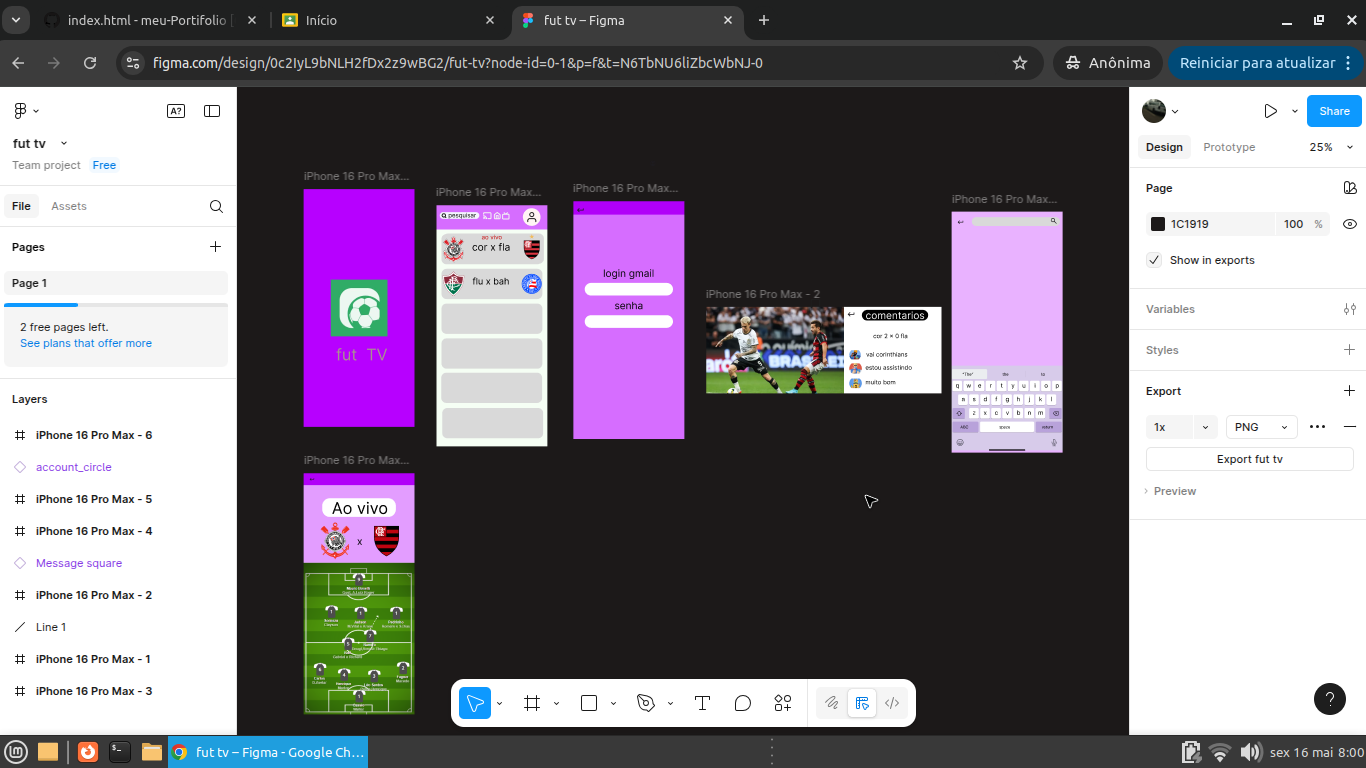 index.html - meu-Portifolio [
Início
fut tv – Figma
figma.com/design/0c2IyL9bNLH2fDx2z9wBG2/fut-tv?node-id=0-1&p=f&t=N6TbNU6liZbcWbNJ-0
Anônima
Reiniciar para atualizar
A?
fut tv
Team project
Free
File
Assets
Pages
Page 1
2 free pages left.
See plans that offer more
Layers
iPhone 16 Pro Max - 6
account_circle
iPhone 16 Pro Max - 5
iPhone 16 Pro Max - 4
Message square
iPhone 16 Pro Max - 2
Line 1
iPhone 16 Pro Max - 1
iPhone 16 Pro Max - 3
iPhone 16 Pro Max...
fut TV
iPhone 16 Pro Max...
pesquisar
ao vivo
cor x fla
flu x bah
iPhone 16 Pro Max...
login gmail
senha
iPhone 16 Pro Max - 2
comentarios
cor 2 x 0 fla
vai corinthians
estou assistindo
muito bom
iPhone 16 Pro Max...
"The"
the
to
q w e r t y u i o p
a s d f g h j k l
z x c v b n m
ABC
space
return
iPhone 16 Pro Max...
Ao vivo
x
Share
Design
Prototype
25%
Page
1C1919
100
%
Show in exports
Variables
Styles
Export
1x
PNG
Export fut tv
Preview
?
fut tv – Figma - Google Ch...
sex 16 mai 8:00